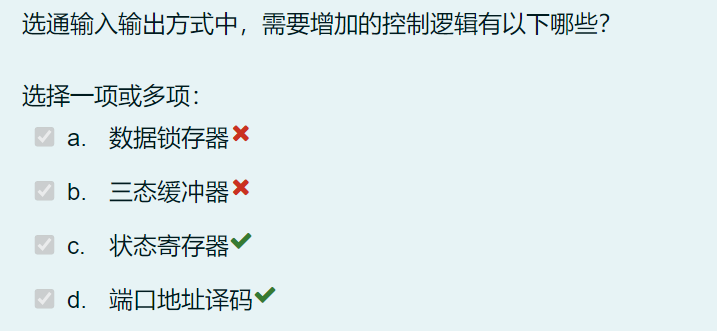 选通输入输出方式中，需要增加的控制逻辑有以下哪些？
选择一项或多项：
a. 数据锁存器
b. 三态缓冲器
c. 状态寄存器
d. 端口地址译码